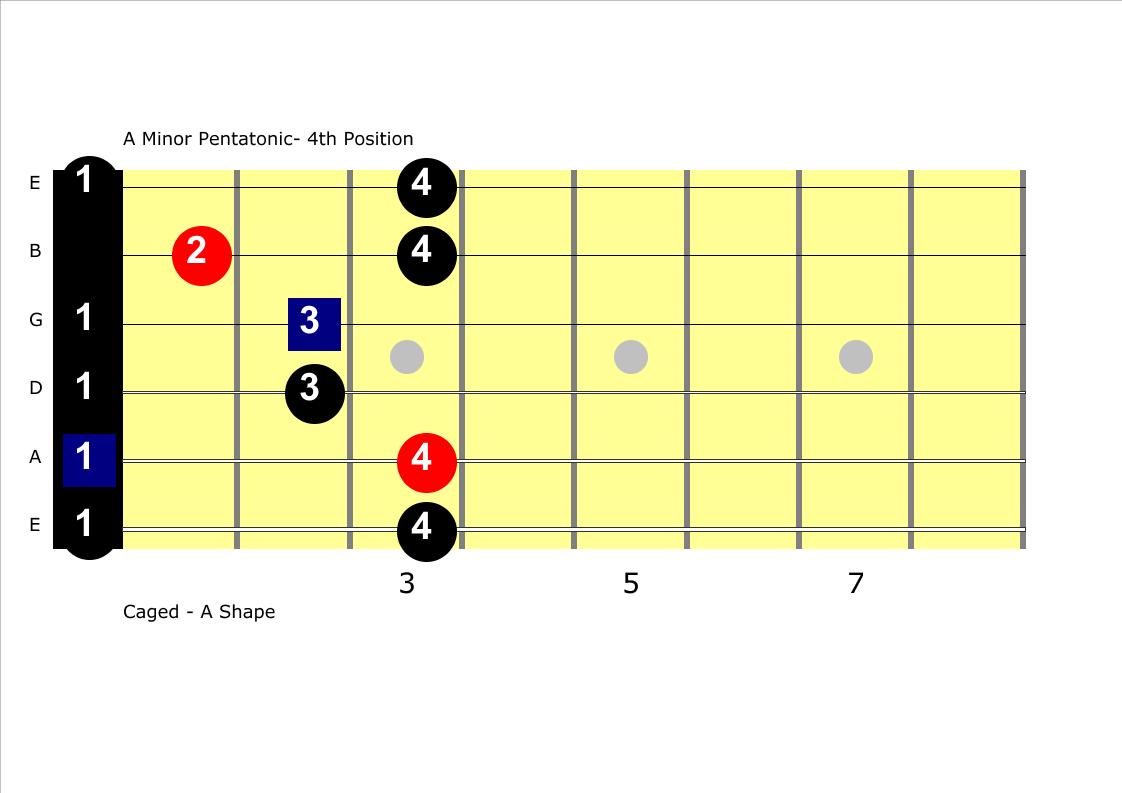 A Minor Pentatonic- 4th Position
E 1 4
B 2 4
G 1 3
D 1 3
A 1 4
E 1 4
3 5 7
Caged - A Shape